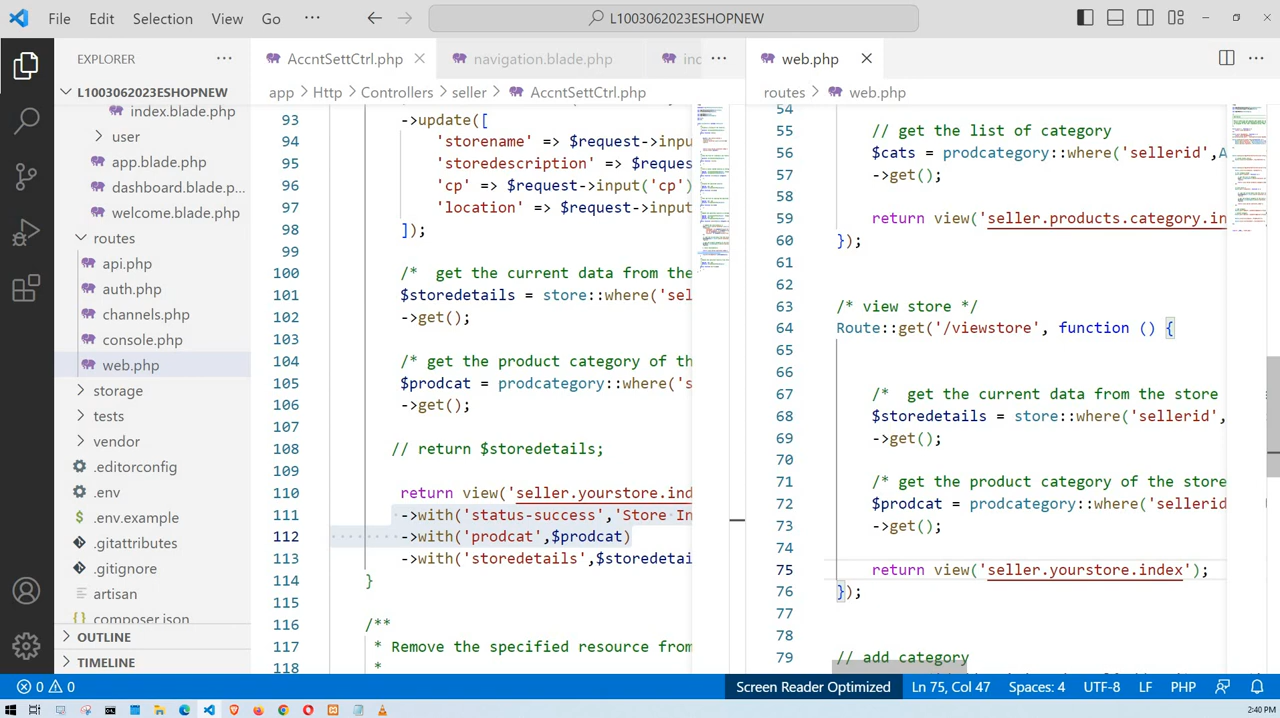 File Edit Selection View Go ··· L1003062023ESHOPNEW
EXPLORER ···
L1003062023ESHOPNEW
index.blade.php
user
app.blade.php
dashboard.blade.p...
welcome.blade.php
routes
api.php
auth.php
channels.php
console.php
web.php
storage
tests
vendor
.editorconfig
.env
.env.example
.gitattributes
.gitignore
artisan
composer.json
OUTLINE
TIMELINE
AccntSettCtrl.php navigation.blade.php ···
app > Http > Controllers > seller > AccntSettCtrl.php
93 ->update([
94 'storename' => $request->input
95 'storedescription' => $reques
96 => $request->input('cp')
97 location' => $request->input
98 ]);
99
100 /* get the current data from the
101 $storedetails = store::where('sel
102 ->get();
103
104 /* get the product category of the
105 $prodcat = prodcategory::where('s
106 ->get();
107
108 // return $storedetails;
109
110 return view('seller.yourstore.ind
111 ->with('status-success','Store In
112 ->with('prodcat',$prodcat)
113 ->with('storedetails',$storedetai
114 }
115
116 /**
117 * Remove the specified resource from
118 *
web.php ···
routes > web.php
54
55 // get the list of category
56 $cats = prodcategory::where('sellerid',A
57 ->get();
58
59 return view('seller.products.category.in
60 });
61
62
63 /* view store */
64 Route::get('/viewstore', function () {
65
66
67 /* get the current data from the store
68 $storedetails = store::where('sellerid',
69 ->get();
70
71 /* get the product category of the store
72 $prodcat = prodcategory::where('sellerid
73 ->get();
74
75 return view('seller.yourstore.index');
76 });
77
78
79 // add category
0 0 Screen Reader Optimized Ln 75, Col 47 Spaces: 4 UTF-8 LF PHP
2:40 PM